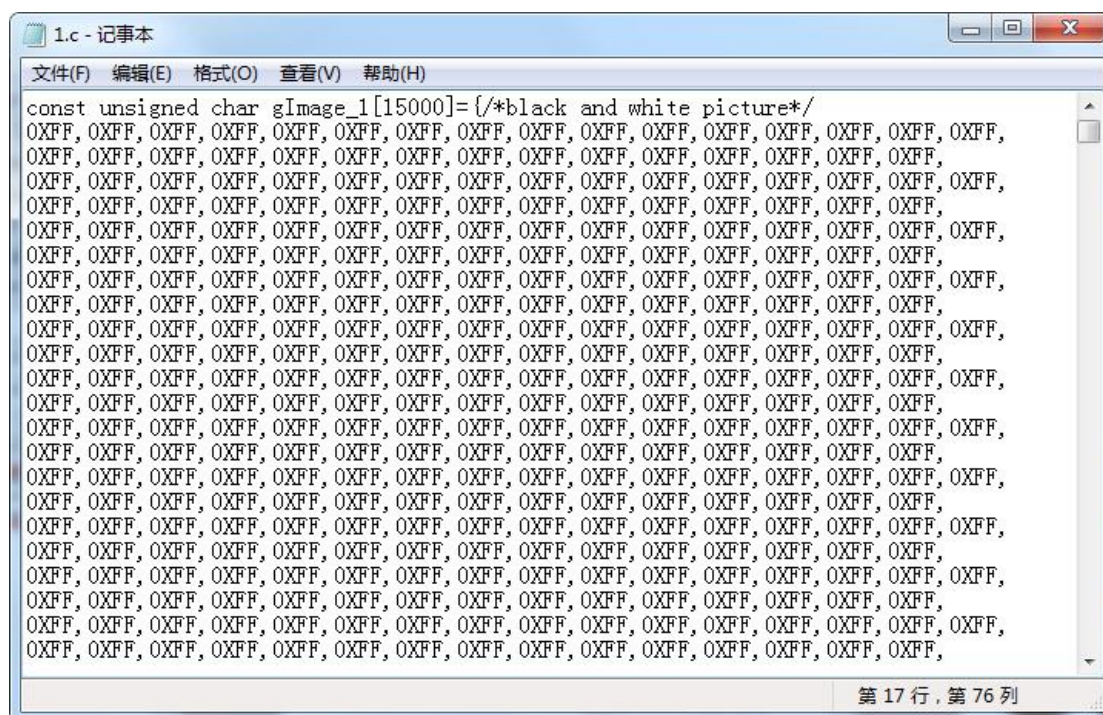 1.c - 记事本
文件(F) 编辑(E) 格式(O) 查看(V) 帮助(H)
const unsigned char gImage_1[15000]={/*black and white picture*/
0XFF,0XFF,0XFF,0XFF,0XFF,0XFF,0XFF,0XFF,0XFF,0XFF,0XFF,0XFF,0XFF,0XFF,0XFF,0XFF,
0XFF,0XFF,0XFF,0XFF,0XFF,0XFF,0XFF,0XFF,0XFF,0XFF,0XFF,0XFF,0XFF,0XFF,0XFF,
0XFF,0XFF,0XFF,0XFF,0XFF,0XFF,0XFF,0XFF,0XFF,0XFF,0XFF,0XFF,0XFF,0XFF,0XFF,0XFF,
0XFF,0XFF,0XFF,0XFF,0XFF,0XFF,0XFF,0XFF,0XFF,0XFF,0XFF,0XFF,0XFF,0XFF,0XFF,
0XFF,0XFF,0XFF,0XFF,0XFF,0XFF,0XFF,0XFF,0XFF,0XFF,0XFF,0XFF,0XFF,0XFF,0XFF,0XFF,
0XFF,0XFF,0XFF,0XFF,0XFF,0XFF,0XFF,0XFF,0XFF,0XFF,0XFF,0XFF,0XFF,0XFF,0XFF,
0XFF,0XFF,0XFF,0XFF,0XFF,0XFF,0XFF,0XFF,0XFF,0XFF,0XFF,0XFF,0XFF,0XFF,0XFF,0XFF,
0XFF,0XFF,0XFF,0XFF,0XFF,0XFF,0XFF,0XFF,0XFF,0XFF,0XFF,0XFF,0XFF,0XFF,0XFF,
0XFF,0XFF,0XFF,0XFF,0XFF,0XFF,0XFF,0XFF,0XFF,0XFF,0XFF,0XFF,0XFF,0XFF,0XFF,0XFF,
0XFF,0XFF,0XFF,0XFF,0XFF,0XFF,0XFF,0XFF,0XFF,0XFF,0XFF,0XFF,0XFF,0XFF,0XFF,
0XFF,0XFF,0XFF,0XFF,0XFF,0XFF,0XFF,0XFF,0XFF,0XFF,0XFF,0XFF,0XFF,0XFF,0XFF,0XFF,
0XFF,0XFF,0XFF,0XFF,0XFF,0XFF,0XFF,0XFF,0XFF,0XFF,0XFF,0XFF,0XFF,0XFF,0XFF,
0XFF,0XFF,0XFF,0XFF,0XFF,0XFF,0XFF,0XFF,0XFF,0XFF,0XFF,0XFF,0XFF,0XFF,0XFF,0XFF,
0XFF,0XFF,0XFF,0XFF,0XFF,0XFF,0XFF,0XFF,0XFF,0XFF,0XFF,0XFF,0XFF,0XFF,0XFF,
0XFF,0XFF,0XFF,0XFF,0XFF,0XFF,0XFF,0XFF,0XFF,0XFF,0XFF,0XFF,0XFF,0XFF,0XFF,0XFF,
0XFF,0XFF,0XFF,0XFF,0XFF,0XFF,0XFF,0XFF,0XFF,0XFF,0XFF,0XFF,0XFF,0XFF,0XFF,
0XFF,0XFF,0XFF,0XFF,0XFF,0XFF,0XFF,0XFF,0XFF,0XFF,0XFF,0XFF,0XFF,0XFF,0XFF,0XFF,
0XFF,0XFF,0XFF,0XFF,0XFF,0XFF,0XFF,0XFF,0XFF,0XFF,0XFF,0XFF,0XFF,0XFF,0XFF,
0XFF,0XFF,0XFF,0XFF,0XFF,0XFF,0XFF,0XFF,0XFF,0XFF,0XFF,0XFF,0XFF,0XFF,0XFF,0XFF,
0XFF,0XFF,0XFF,0XFF,0XFF,0XFF,0XFF,0XFF,0XFF,0XFF,0XFF,0XFF,0XFF,0XFF,0XFF,
0XFF,0XFF,0XFF,0XFF,0XFF,0XFF,0XFF,0XFF,0XFF,0XFF,0XFF,0XFF,0XFF,0XFF,0XFF,0XFF,
0XFF,0XFF,0XFF,0XFF,0XFF,0XFF,0XFF,0XFF,0XFF,0XFF,0XFF,0XFF,0XFF,0XFF,0XFF,
第 17 行，第 76 列